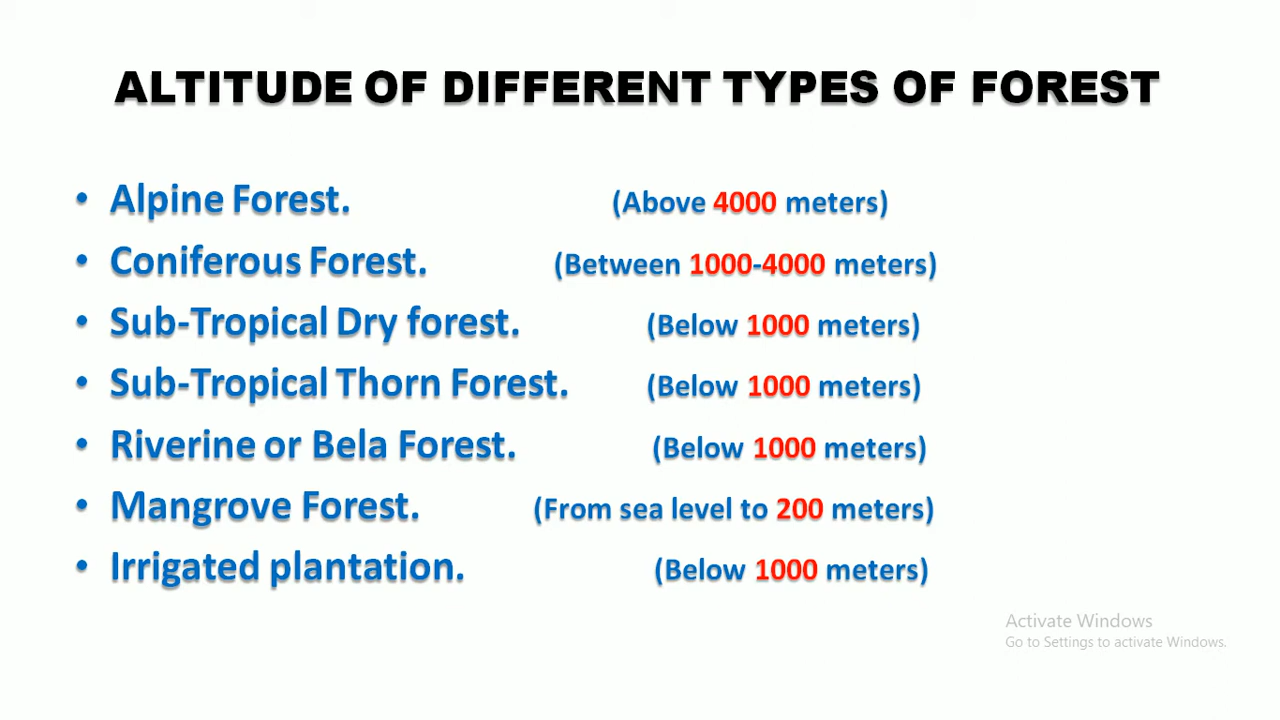 ALTITUDE OF DIFFERENT TYPES OF FOREST
• Alpine Forest. (Above 4000 meters)
• Coniferous Forest. (Between 1000-4000 meters)
• Sub-Tropical Dry forest. (Below 1000 meters)
• Sub-Tropical Thorn Forest. (Below 1000 meters)
• Riverine or Bela Forest. (Below 1000 meters)
• Mangrove Forest. (From sea level to 200 meters)
• Irrigated plantation. (Below 1000 meters)
Activate Windows
Go to Settings to activate Windows.